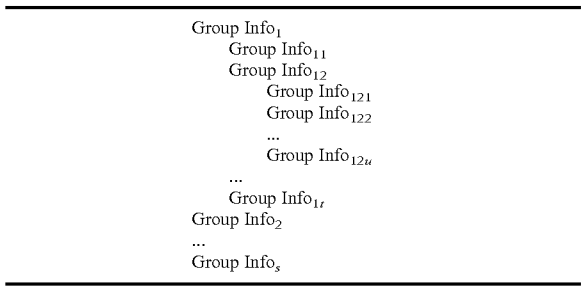 Group Info₁
Group Info₁₁
Group Info₁₂
Group Info₁₂₁
Group Info₁₂₂
...
Group Info₁₂ᵤ
...
Group Info₁ₜ
Group Info₂
...
Group Infoₛ